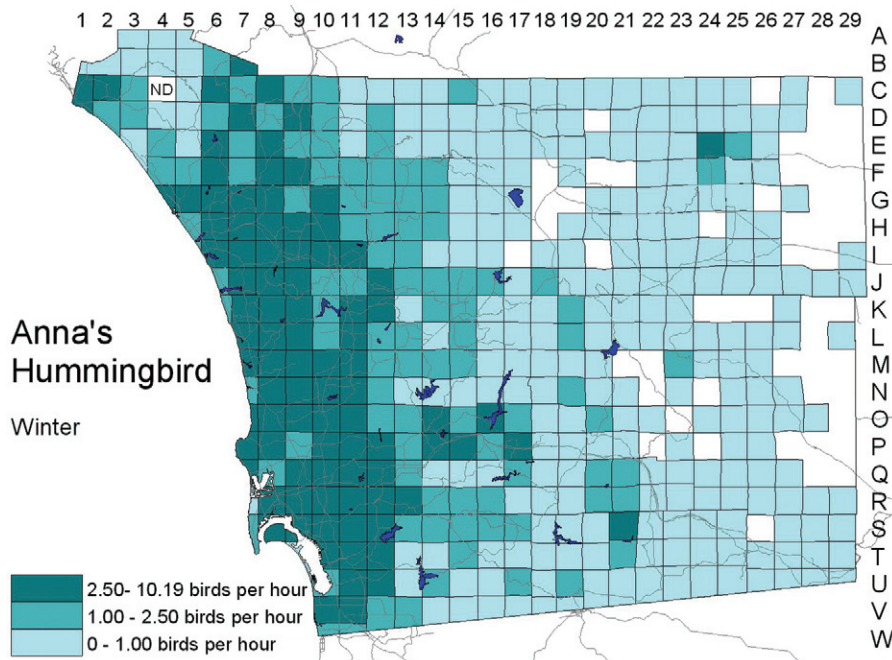 1 2 3 4 5 6 7 8 9 10 11 12 13 14 15 16 17 18 19 20 21 22 23 24 25 26 27 28 29
A
B
C
D
E
F
G
H
I
J
K
L
M
N
O
P
Q
R
S
T
U
V
W
ND
Anna's
Hummingbird
Winter
2.50- 10.19 birds per hour
1.00 - 2.50 birds per hour
0 - 1.00 birds per hour